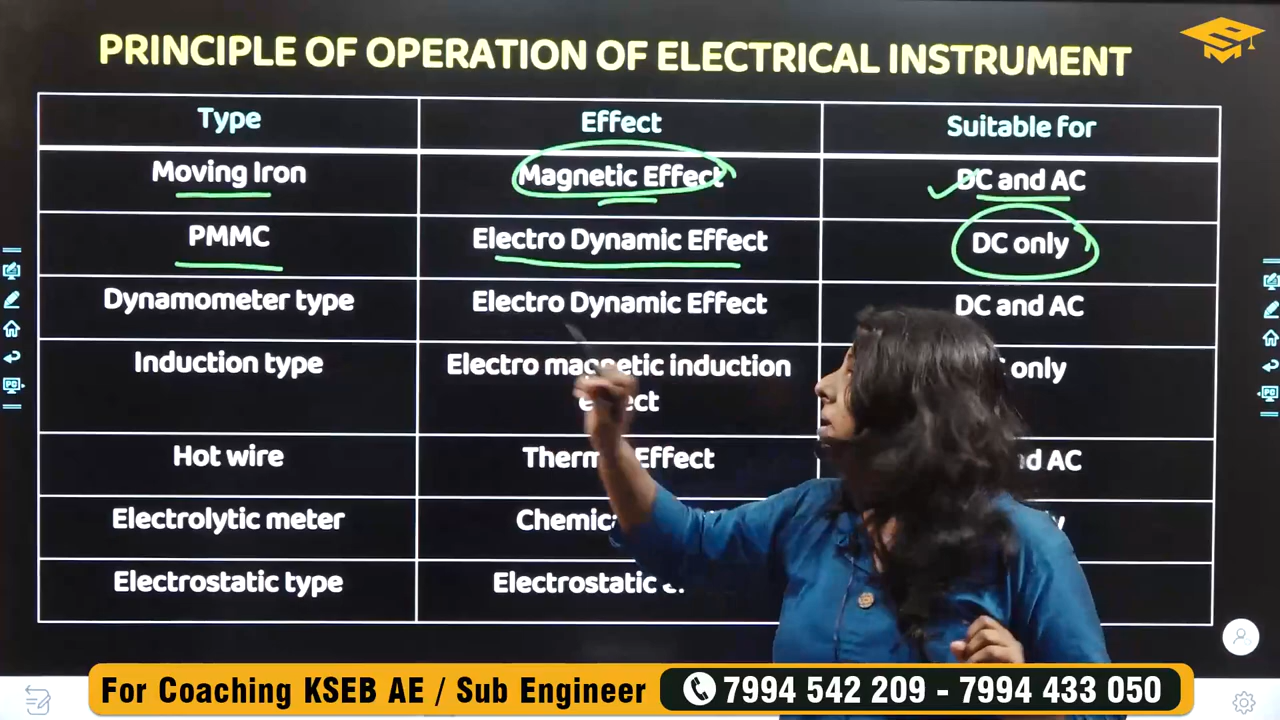 PRINCIPLE OF OPERATION OF ELECTRICAL INSTRUMENT
Type Effect Suitable for
Moving Iron Magnetic Effect DC and AC
PMMC Electro Dynamic Effect DC only
Dynamometer type Electro Dynamic Effect DC and AC
Induction type Electro magnetic induction only
Hot wire Effect AC
Electrolytic meter
Electrostatic type Electrostatic
For Coaching KSEB AE / Sub Engineer 7994 542 209 - 7994 433 050